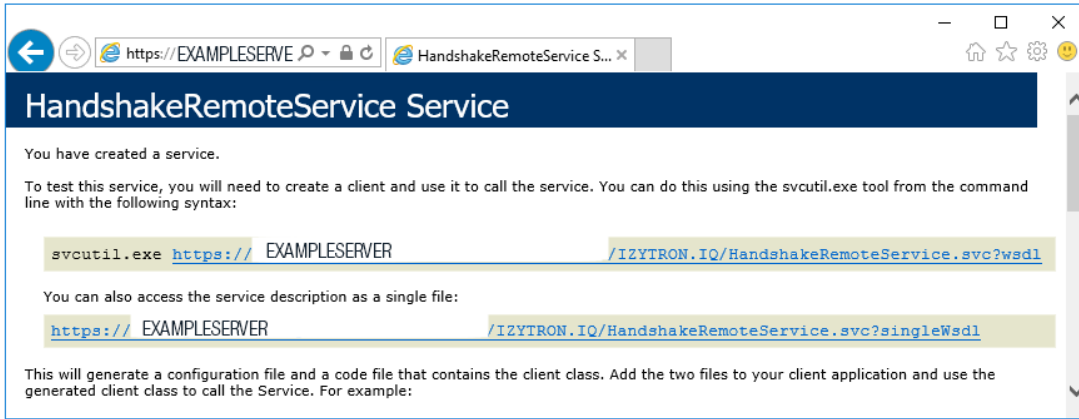 https://EXAMPLESERVE
HandshakeRemoteService S...
HandshakeRemoteService Service
You have created a service.
To test this service, you will need to create a client and use it to call the service. You can do this using the svcutil.exe tool from the command
line with the following syntax:
svcutil.exe https:// EXAMPLESERVER /IZYTRON.IQ/HandshakeRemoteService.svc?wsdl
You can also access the service description as a single file:
https:// EXAMPLESERVER /IZYTRON.IQ/HandshakeRemoteService.svc?singleWsdl
This will generate a configuration file and a code file that contains the client class. Add the two files to your client application and use the
generated client class to call the Service. For example: